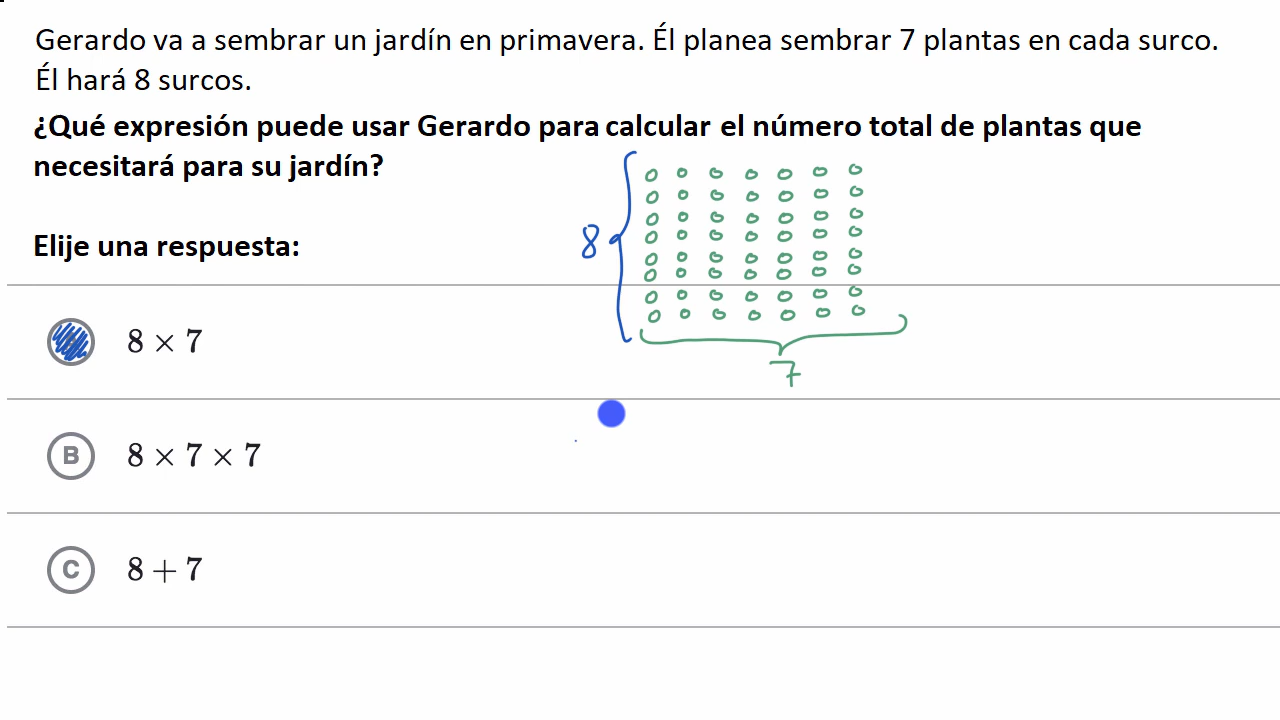 Gerardo va a sembrar un jardín en primavera. Él planea sembrar 7 plantas en cada surco.
Él hará 8 surcos.
¿Qué expresión puede usar Gerardo para calcular el número total de plantas que
necesitará para su jardín?
8
Elije una respuesta:
8 × 7
7
B 8 × 7 × 7
C 8 + 7